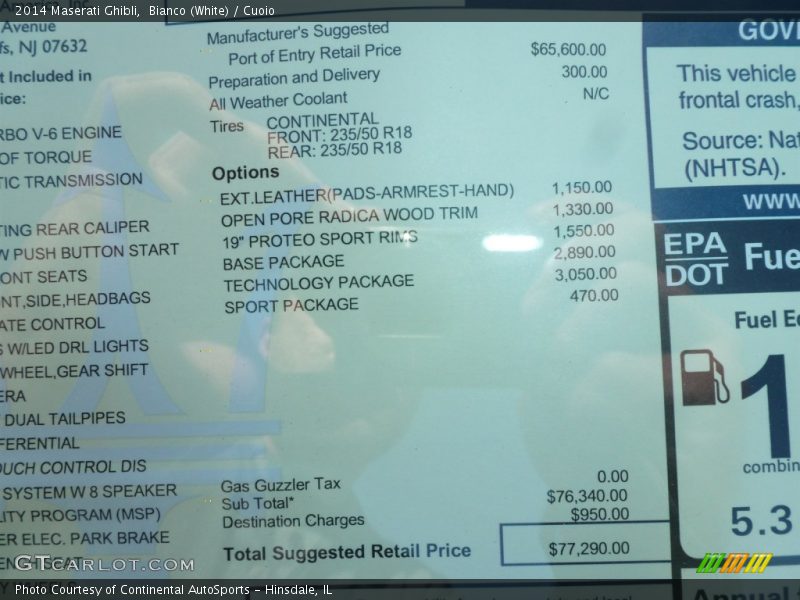 2014 Maserati Ghibli, Bianco (White) / Cuoio
Avenue
fs, NJ 07632
t Included in
ice:
RBO V-6 ENGINE
OF TORQUE
TIC TRANSMISSION
TING REAR CALIPER
W PUSH BUTTON START
ONT SEATS
NT,SIDE,HEADBAGS
ATE CONTROL
S W/LED DRL LIGHTS
WHEEL,GEAR SHIFT
ERA
DUAL TAILPIPES
FERENTIAL
OUCH CONTROL DIS
SYSTEM W 8 SPEAKER
LITY PROGRAM (MSP)
ER ELEC. PARK BRAKE
Manufacturer's Suggested
Port of Entry Retail Price $65,600.00
Preparation and Delivery 300.00
All Weather Coolant N/C
Tires CONTINENTAL
FRONT: 235/50 R18
REAR: 235/50 R18
Options
EXT.LEATHER(PADS-ARMREST-HAND) 1,150.00
OPEN PORE RADICA WOOD TRIM 1,330.00
19" PROTEO SPORT RIMS 1,550.00
BASE PACKAGE 2,890.00
TECHNOLOGY PACKAGE 3,050.00
SPORT PACKAGE 470.00
Gas Guzzler Tax 0.00
Sub Total* $76,340.00
Destination Charges $950.00
Total Suggested Retail Price $77,290.00
GOV
This vehicle
frontal crash,
Source: Nat
(NHTSA).
www
EPA
DOT
Fue
Fuel Ec
1
combin
5.3
Annual
GTcarlot.com
Photo Courtesy of Continental AutoSports - Hinsdale, IL